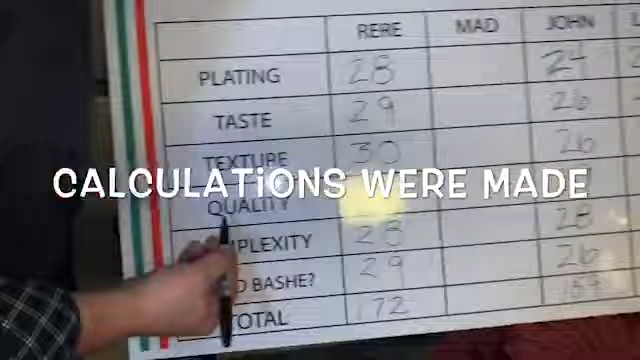 RERE MAD JOHN
PLATING 28 24
TASTE 29 26
TEXTURE 30 26
CALCULATIONS WERE MADE
QUALITY
28
28 
29 26
BASHE?
TOTAL 172